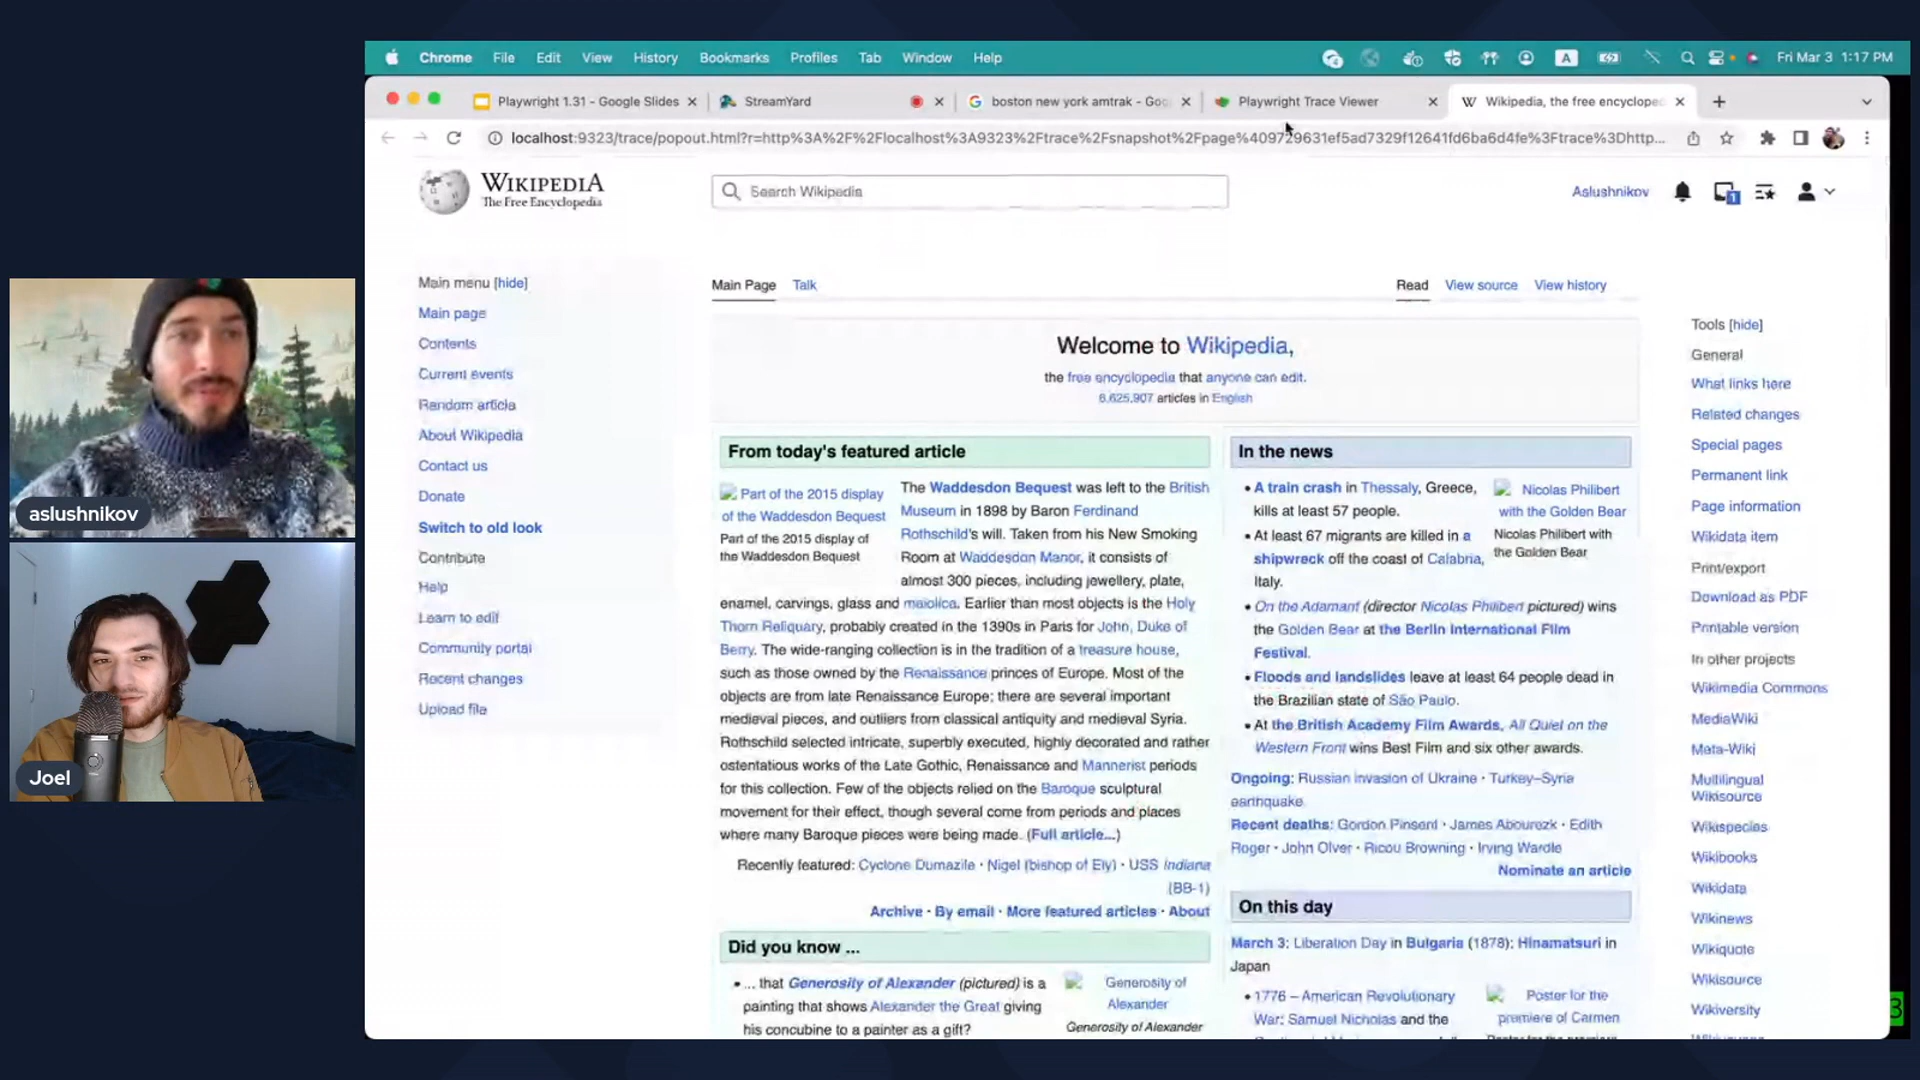 Chrome File Edit View History Bookmarks Profiles Tab Window Help
A
Fri Mar 3 1:17 PM
Playwright 1.31 - Google Slides
StreamYard
boston new york amtrak - Goo
Playwright Trace Viewer
Wikipedia, the free encyclope
localhost:9323/trace/popout.html?r=http%3A%2F%2Flocalhost%3A9323%2Ftrace%2Fsnapshot%2Fpage%409729631ef5ad7329f12641fd6ba6d4fe%3Ftrace%3Dhttp...
WIKIPEDIA
The Free Encyclopedia
Search Wikipedia
Aslushnikov
1
Main menu [hide]
Main page
Contents
Current events
Random article
About Wikipedia
Contact us
Donate
Switch to old look
Contribute
Help
Learn to edit
Community portal
Recent changes
Upload file
Main Page Talk
Read View source View history
Welcome to Wikipedia,
the free encyclopedia that anyone can edit.
6,625,907 articles in English
From today's featured article
Part of the 2015 display
of the Waddesdon Bequest
Part of the 2015 display of
the Waddesdon Bequest
The Waddesdon Bequest was left to the British
Museum in 1898 by Baron Ferdinand
Rothschild's will. Taken from his New Smoking
Room at Waddesdon Manor, it consists of
almost 300 pieces, including jewellery, plate,
enamel, carvings, glass and maiolica. Earlier than most objects is the Holy
Thorn Reliquary, probably created in the 1390s in Paris for John, Duke of
Berry. The wide-ranging collection is in the tradition of a treasure house,
such as those owned by the Renaissance princes of Europe. Most of the
objects are from late Renaissance Europe; there are several important
medieval pieces, and outliers from classical antiquity and medieval Syria.
Rothschild selected intricate, superbly executed, highly decorated and rather
ostentatious works of the Late Gothic, Renaissance and Mannerist periods
for this collection. Few of the objects relied on the Baroque sculptural
movement for their effect, though several come from periods and places
where many Baroque pieces were being made. (Full article...)
Recently featured: Cyclone Dumazile · Nigel (bishop of Ely) · USS Indiana
(BB-1)
Archive · By email · More featured articles · About
Did you know ...
• ... that Generosity of Alexander (pictured) is a
painting that shows Alexander the Great giving
his concubine to a painter as a gift?
Generosity of
Alexander
Generosity of Alexander
In the news
• A train crash in Thessaly, Greece,
kills at least 57 people.
• At least 67 migrants are killed in a
shipwreck off the coast of Calabria,
Italy.
• On the Adamant (director Nicolas Philibert pictured) wins
the Golden Bear at the Berlin International Film
Festival.
• Floods and landslides leave at least 64 people dead in
the Brazilian state of São Paulo.
• At the British Academy Film Awards, All Quiet on the
Western Front wins Best Film and six other awards.
Nicolas Philibert
with the Golden Bear
Nicolas Philibert with
the Golden Bear
Ongoing: Russian invasion of Ukraine · Turkey–Syria
earthquake
Recent deaths: Gordon Pinsent · James Abourezk · Edith
Roger · John Olver · Ricou Browning · Irving Wardle
Nominate an article
On this day
March 3: Liberation Day in Bulgaria (1878); Hinamatsuri in
Japan
• 1776 – American Revolutionary
War: Samuel Nicholas and the
Poster for the
premiere of Carmen
Tools [hide]
General
What links here
Related changes
Special pages
Permanent link
Page information
Wikidata item
Print/export
Download as PDF
Printable version
In other projects
Wikimedia Commons
MediaWiki
Meta-Wiki
Multilingual
Wikisource
Wikispecies
Wikibooks
Wikidata
Wikinews
Wikiquote
Wikisource
Wikiversity
aslushnikov
Joel
3